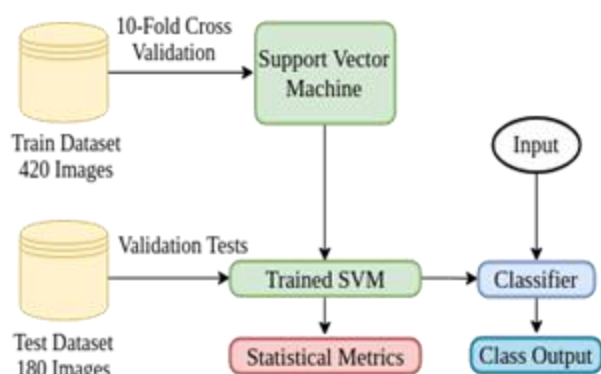 10-Fold Cross
Validation
Support Vector
Machine
Train Dataset
420 Images
Input
Validation Tests
Trained SVM
Classifier
Test Dataset
180 Images
Statistical Metrics
Class Output